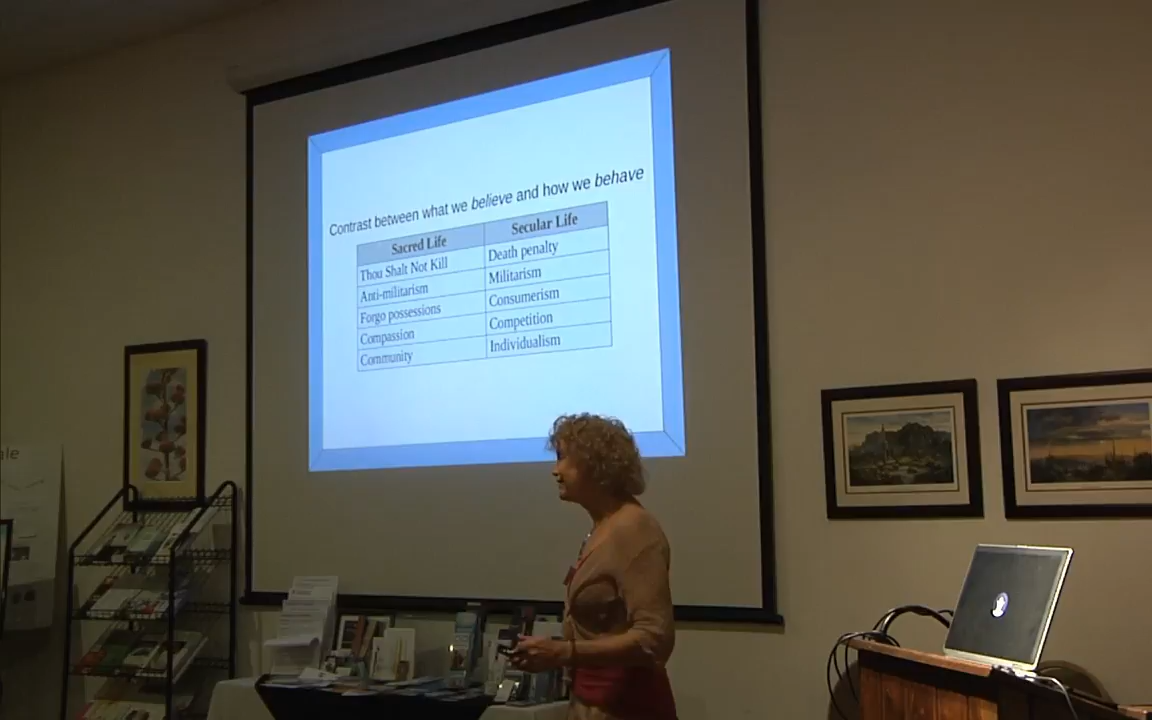 Contrast between what we believe and how we behave
Sacred Life Secular Life
Thou Shalt Not Kill Death penalty
Anti-militarism Militarism
Forgo possessions Consumerism
Compassion Competition
Community Individualism